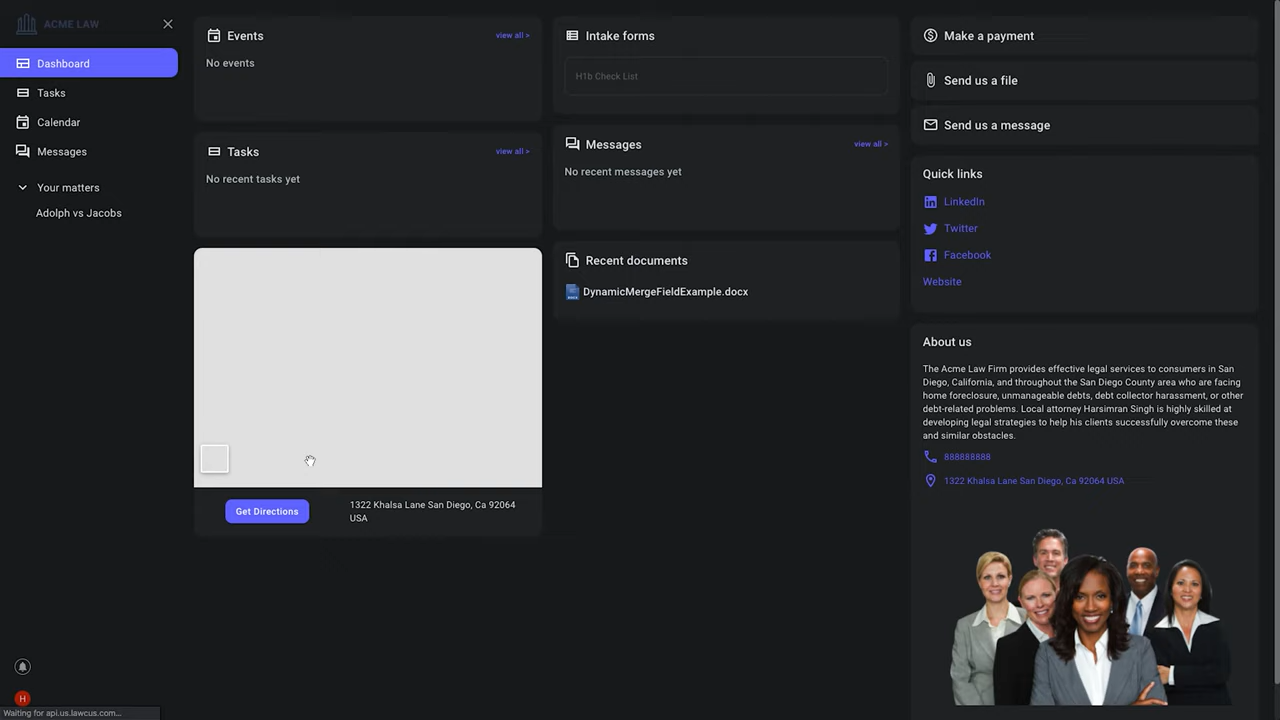 ACME LAW
Dashboard
Tasks
Calendar
Messages
Your matters
Adolph vs Jacobs
H
Waiting for api.us.lawcus.com...
Events
view all >
No events
Tasks
view all >
No recent tasks yet
Get Directions
1322 Khalsa Lane San Diego, Ca 92064
USA
Intake forms
H1b Check List
Messages
view all >
No recent messages yet
Recent documents
DynamicMergeFieldExample.docx
Make a payment
Send us a file
Send us a message
Quick links
LinkedIn
Twitter
Facebook
Website
About us
The Acme Law Firm provides effective legal services to consumers in San
Diego, California, and throughout the San Diego County area who are facing
home foreclosure, unmanageable debts, debt collector harassment, or other
debt-related problems. Local attorney Harsimran Singh is highly skilled at
developing legal strategies to help his clients successfully overcome these
and similar obstacles.
888888888
1322 Khalsa Lane San Diego, Ca 92064 USA